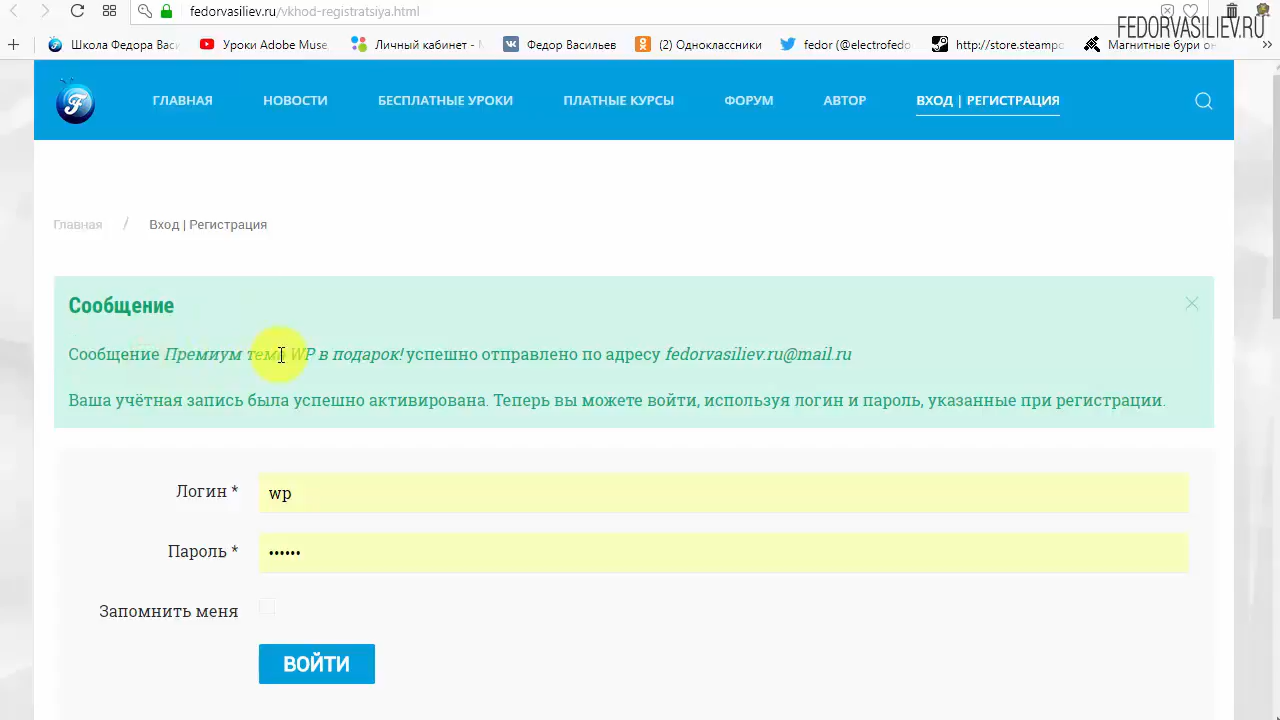 fedorvasiliev.ru/vkhod-registratsiya.html
FEDORVASILIEV.RU
Школа Федора Васи
Уроки Adobe Muse,
Личный кабинет -
Федор Васильев
(2) Одноклассники
fedor (@electrofedo
http://store.steampo
Магнитные бури он
ГЛАВНАЯ
НОВОСТИ
БЕСПЛАТНЫЕ УРОКИ
ПЛАТНЫЕ КУРСЫ
ФОРУМ
АВТОР
ВХОД | РЕГИСТРАЦИЯ
Главная / Вход | Регистрация
Сообщение
Сообщение Премиум тема WP в подарок! успешно отправлено по адресу fedorvasiliev.ru@mail.ru
Ваша учётная запись была успешно активирована. Теперь вы можете войти, используя логин и пароль, указанные при регистрации.
Логин *
wp
Пароль *
••••••
Запомнить меня
ВОЙТИ